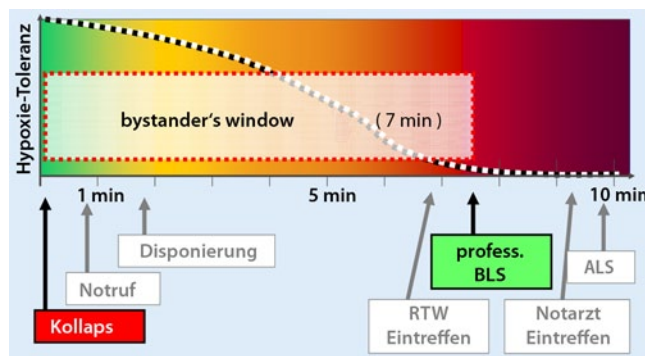 Hypoxie-Toleranz
bystander's window ( 7 min )
1 min 5 min 10 min
Disponierung
Notruf
Kollaps
profess.
BLS
ALS
RTW
Eintreffen
Notarzt
Eintreffen